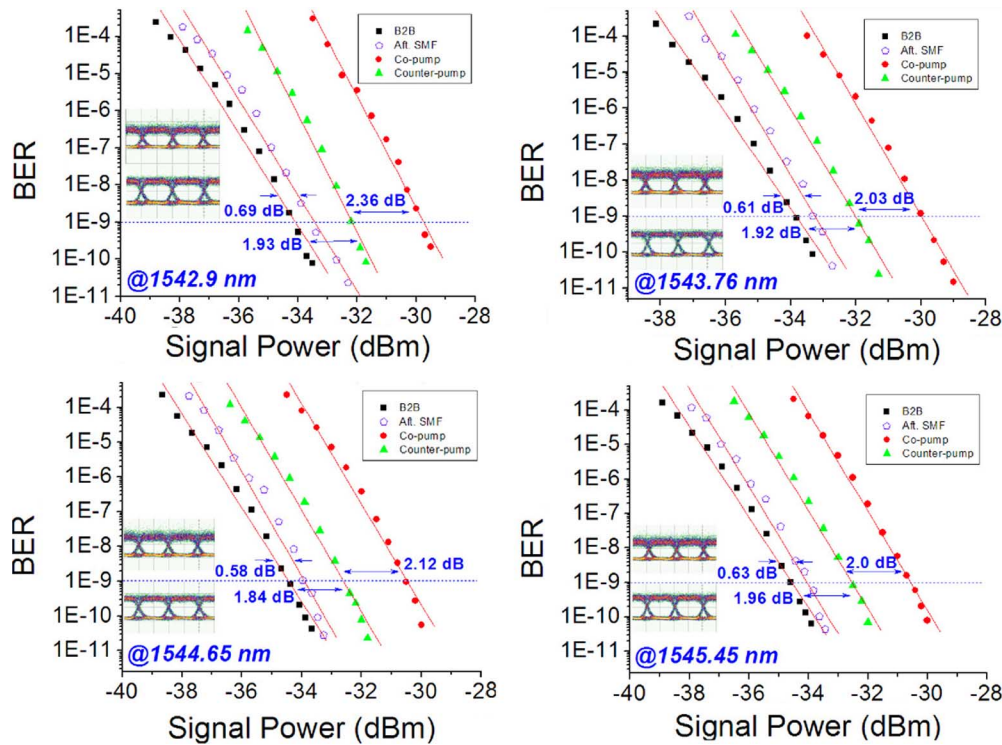 1E-4
1E-5
1E-6
1E-7
1E-8
1E-9
1E-10
1E-11
BER
B2B
Aft. SMF
Co-pump
Counter-pump
2.36 dB
0.69 dB
1.93 dB
@1542.9 nm
-40 -38 -36 -34 -32 -30 -28
Signal Power (dBm)
1E-4
1E-5
1E-6
1E-7
1E-8
1E-9
1E-10
1E-11
BER
B2B
Aft. SMF
Co-pump
Counter-pump
2.03 dB
0.61 dB
1.92 dB
@1543.76 nm
-38 -36 -34 -32 -30 -28
Signal Power (dBm)
1E-4
1E-5
1E-6
1E-7
1E-8
1E-9
1E-10
1E-11
BER
B2B
Aft. SMF
Co-pump
Counter-pump
2.12 dB
0.58 dB
1.84 dB
@1544.65 nm
-40 -38 -36 -34 -32 -30 -28
Signal Power (dBm)
1E-4
1E-5
1E-6
1E-7
1E-8
1E-9
1E-10
1E-11
BER
B2B
Aft. SMF
Co-pump
Counter-pump
2.0 dB
0.63 dB
1.96 dB
@1545.45 nm
-40 -38 -36 -34 -32 -30 -28
Signal Power (dBm)